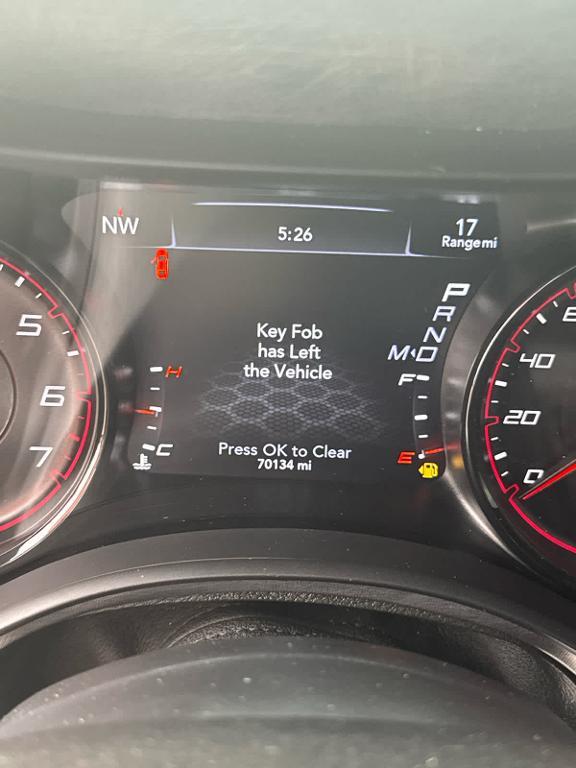 NW
5:26
17
Range mi
P
R
N
M D
Key Fob
has Left
the Vehicle
H
C
F
E
Press OK to Clear
70134 mi
5
6
7
40
20
0